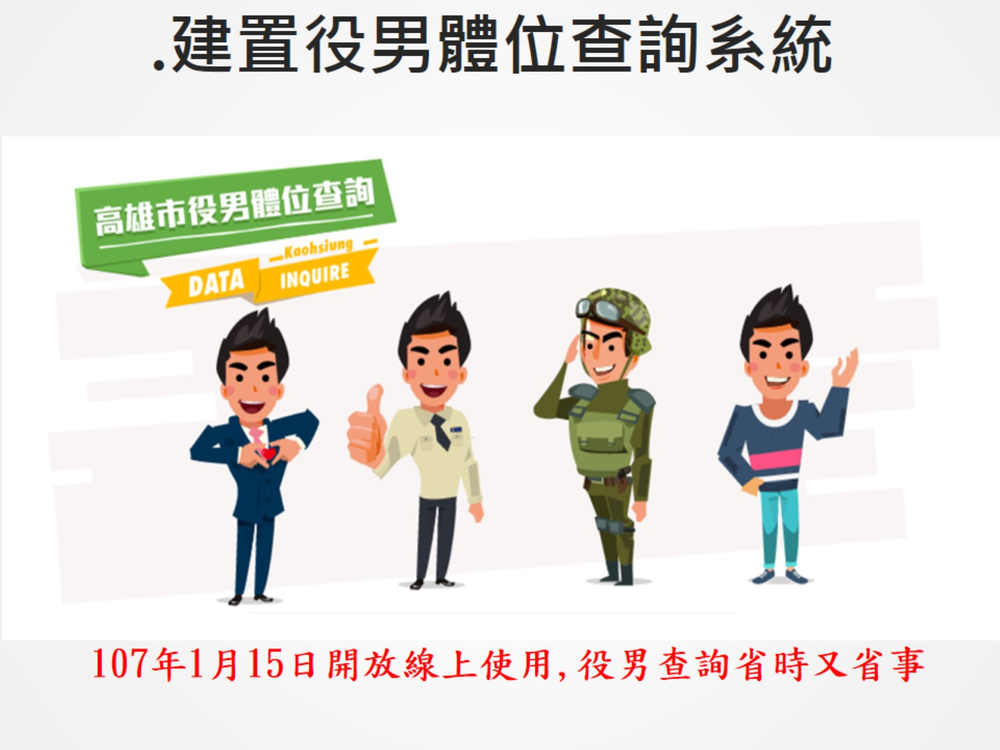 .建置役男體位查詢系統
高雄市役男體位查詢
Kaohsiung
DATA INQUIRE
107年1月15日開放線上使用,役男查詢省時又省事